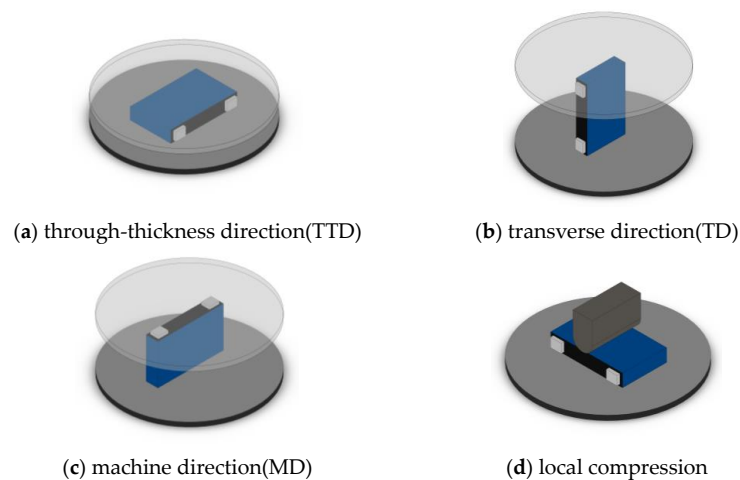 (a) through-thickness direction(TTD)
(b) transverse direction(TD)
(c) machine direction(MD)
(d) local compression